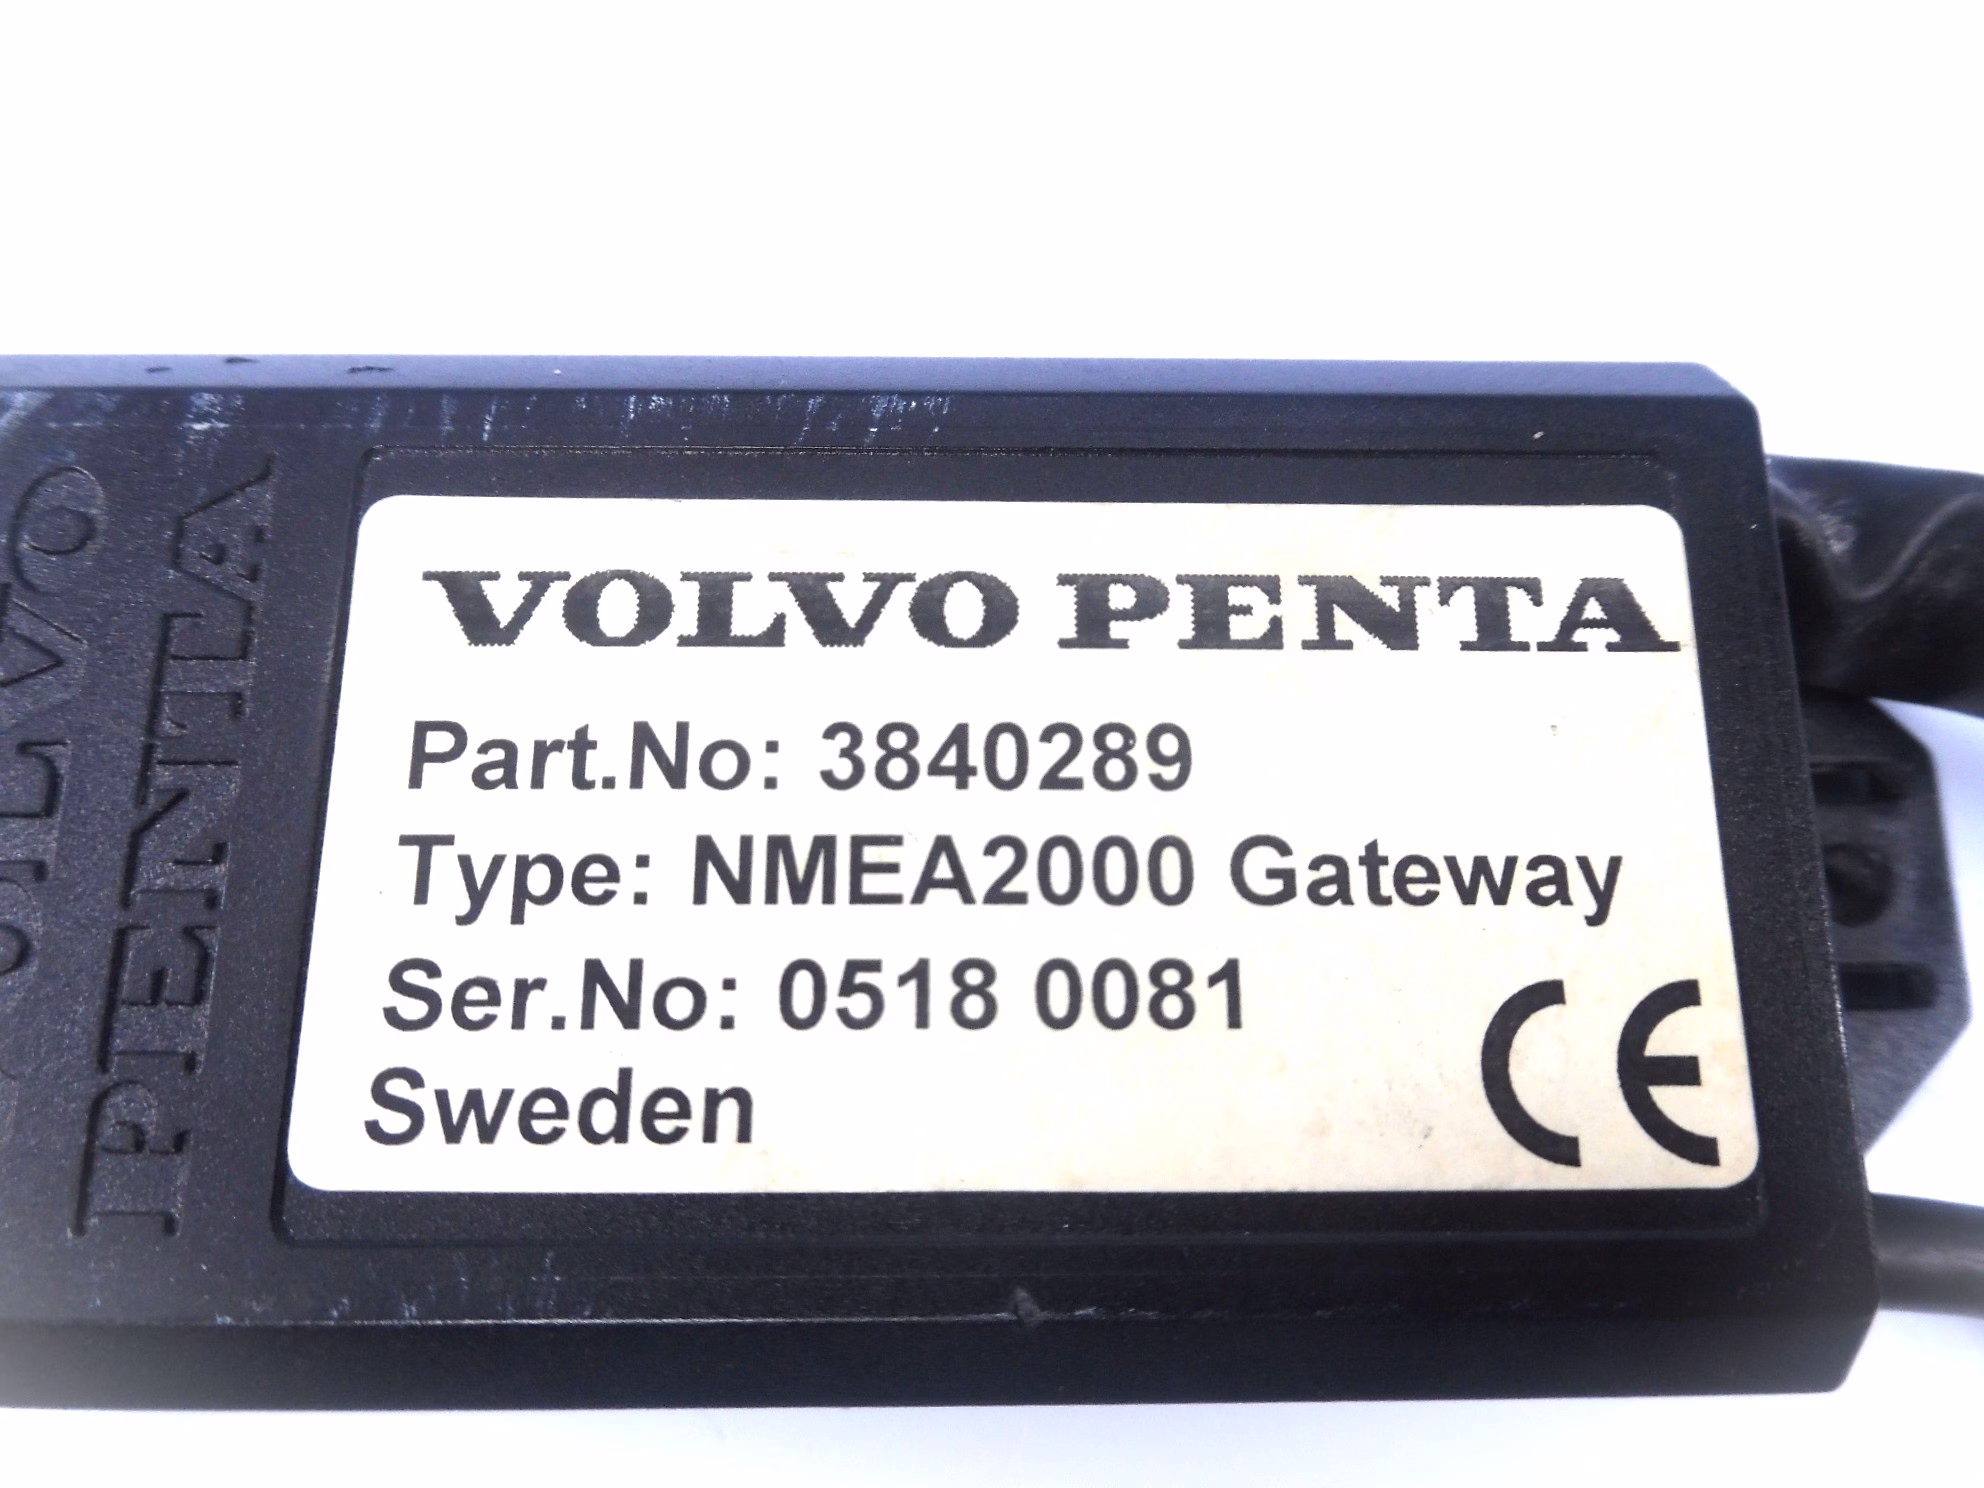 VOLVO
PENTA
VOLVO PENTA
Part.No: 3840289
Type: NMEA2000 Gateway
Ser.No: 0518 0081
Sweden
CE